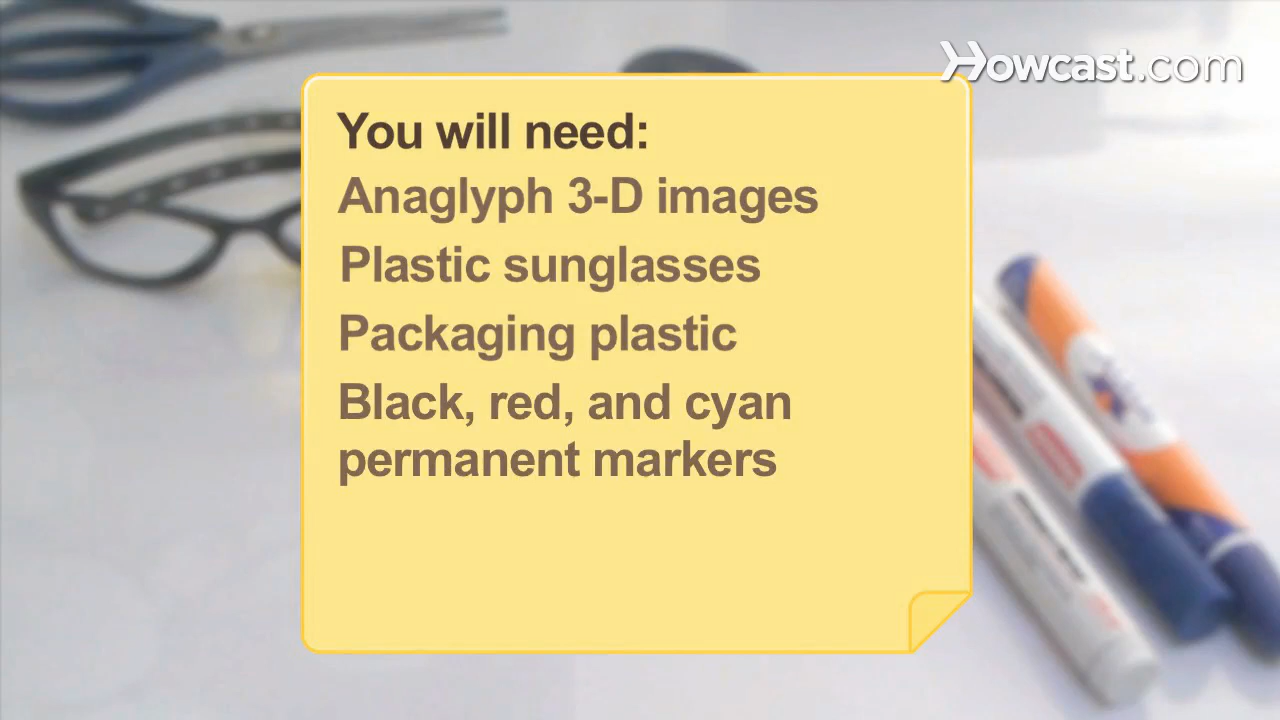 Howcast.com
You will need:
Anaglyph 3-D images
Plastic sunglasses
Packaging plastic
Black, red, and cyan
permanent markers